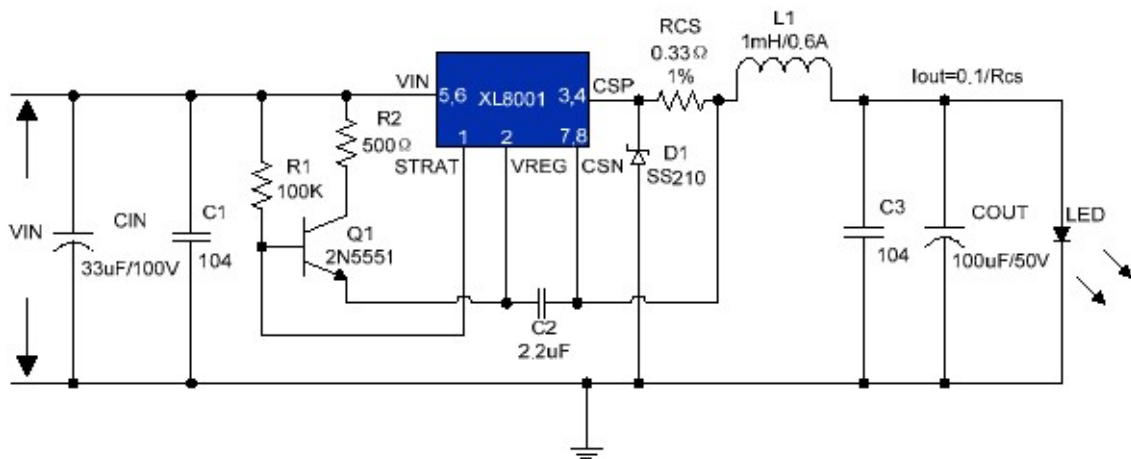 L1
1mH/0.6A
RCS
0.33Ω
1%
Iout=0.1/Rcs
VIN
5,6
XL8001
3,4
CSP
1
2
7,8
STRAT
VREG
CSN
R2
500Ω
R1
100K
D1
SS210
VIN
CIN
33uF/100V
C1
104
Q1
2N5551
C2
2.2uF
C3
104
COUT
100uF/50V
LED